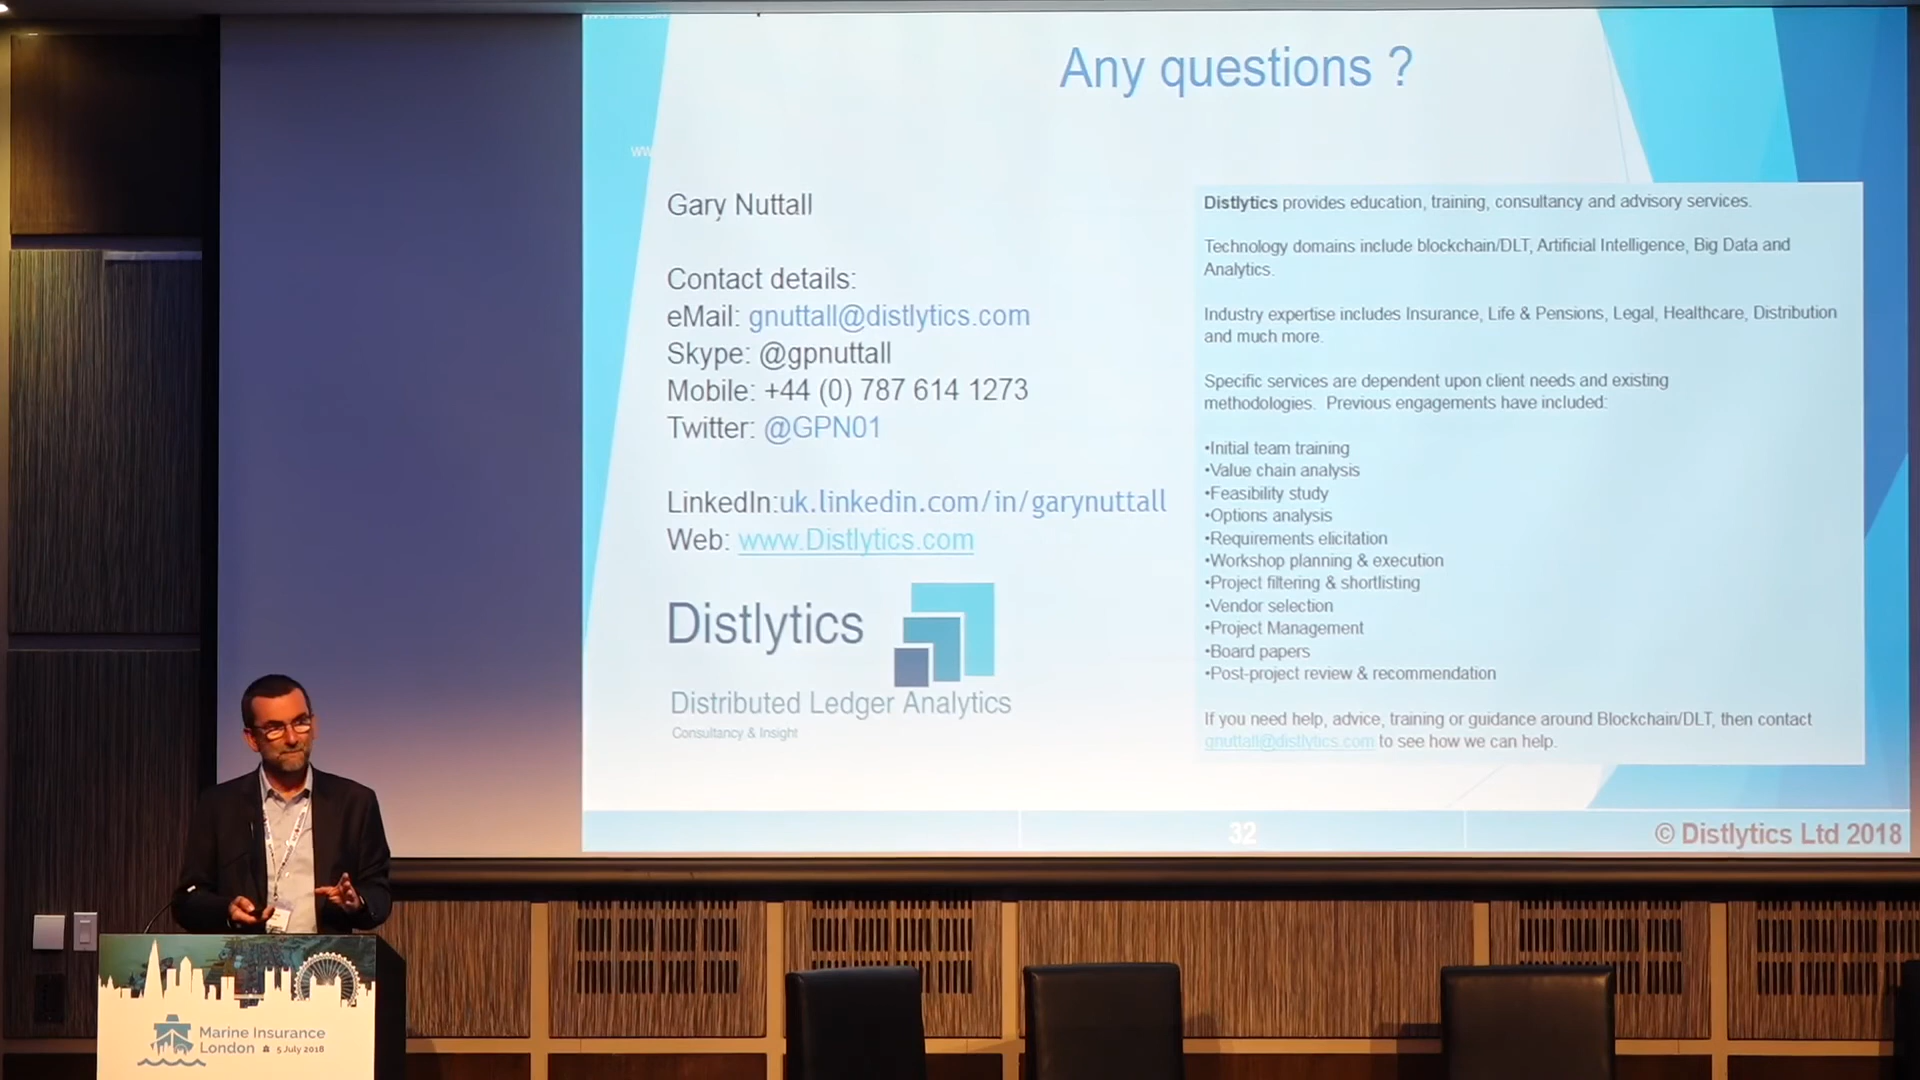 Any questions ?
Gary Nuttall
Contact details:
eMail: gnuttall@distlytics.com
Skype: @gpnuttall
Mobile: +44 (0) 787 614 1273
Twitter: @GPN01
LinkedIn:uk.linkedin.com/in/garynuttall
Web: www.Distlytics.com
Distlytics
Distributed Ledger Analytics
Consultancy & Insight
Distlytics provides education, training, consultancy and advisory services.
Technology domains include blockchain/DLT, Artificial Intelligence, Big Data and
Analytics.
Industry expertise includes Insurance, Life & Pensions, Legal, Healthcare, Distribution
and much more.
Specific services are dependent upon client needs and existing
methodologies. Previous engagements have included:
•Initial team training
•Value chain analysis
•Feasibility study
•Options analysis
•Requirements elicitation
•Workshop planning & execution
•Project filtering & shortlisting
•Vendor selection
•Project Management
•Board papers
•Post-project review & recommendation
If you need help, advice, training or guidance around Blockchain/DLT, then contact
gnuttall@distlytics.com to see how we can help.
32
© Distlytics Ltd 2018
Marine Insurance
London 5 July 2018